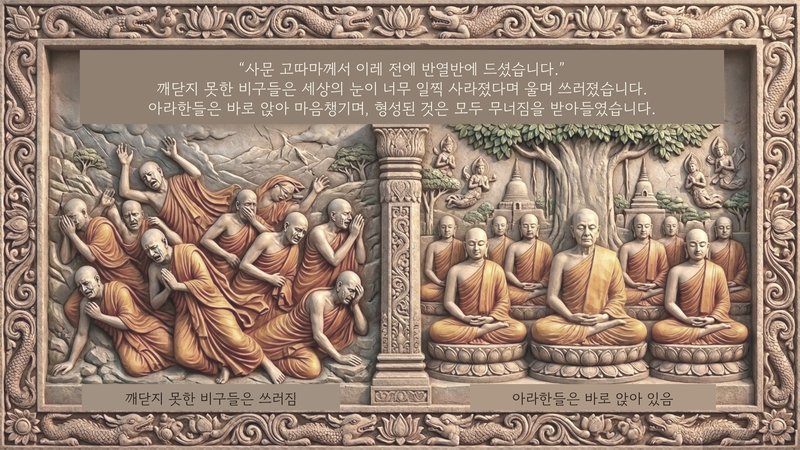 “사문 고따마께서 이레 전에 반열반에 드셨습니다.”
깨닫지 못한 비구들은 세상의 눈이 너무 일찍 사라졌다며 울며 쓰러졌습니다.
아라한들은 바로 앉아 마음챙기며, 형성된 것은 모두 무너짐을 받아들였습니다.
깨닫지 못한 비구들은 쓰러짐
아라한들은 바로 앉아 있음